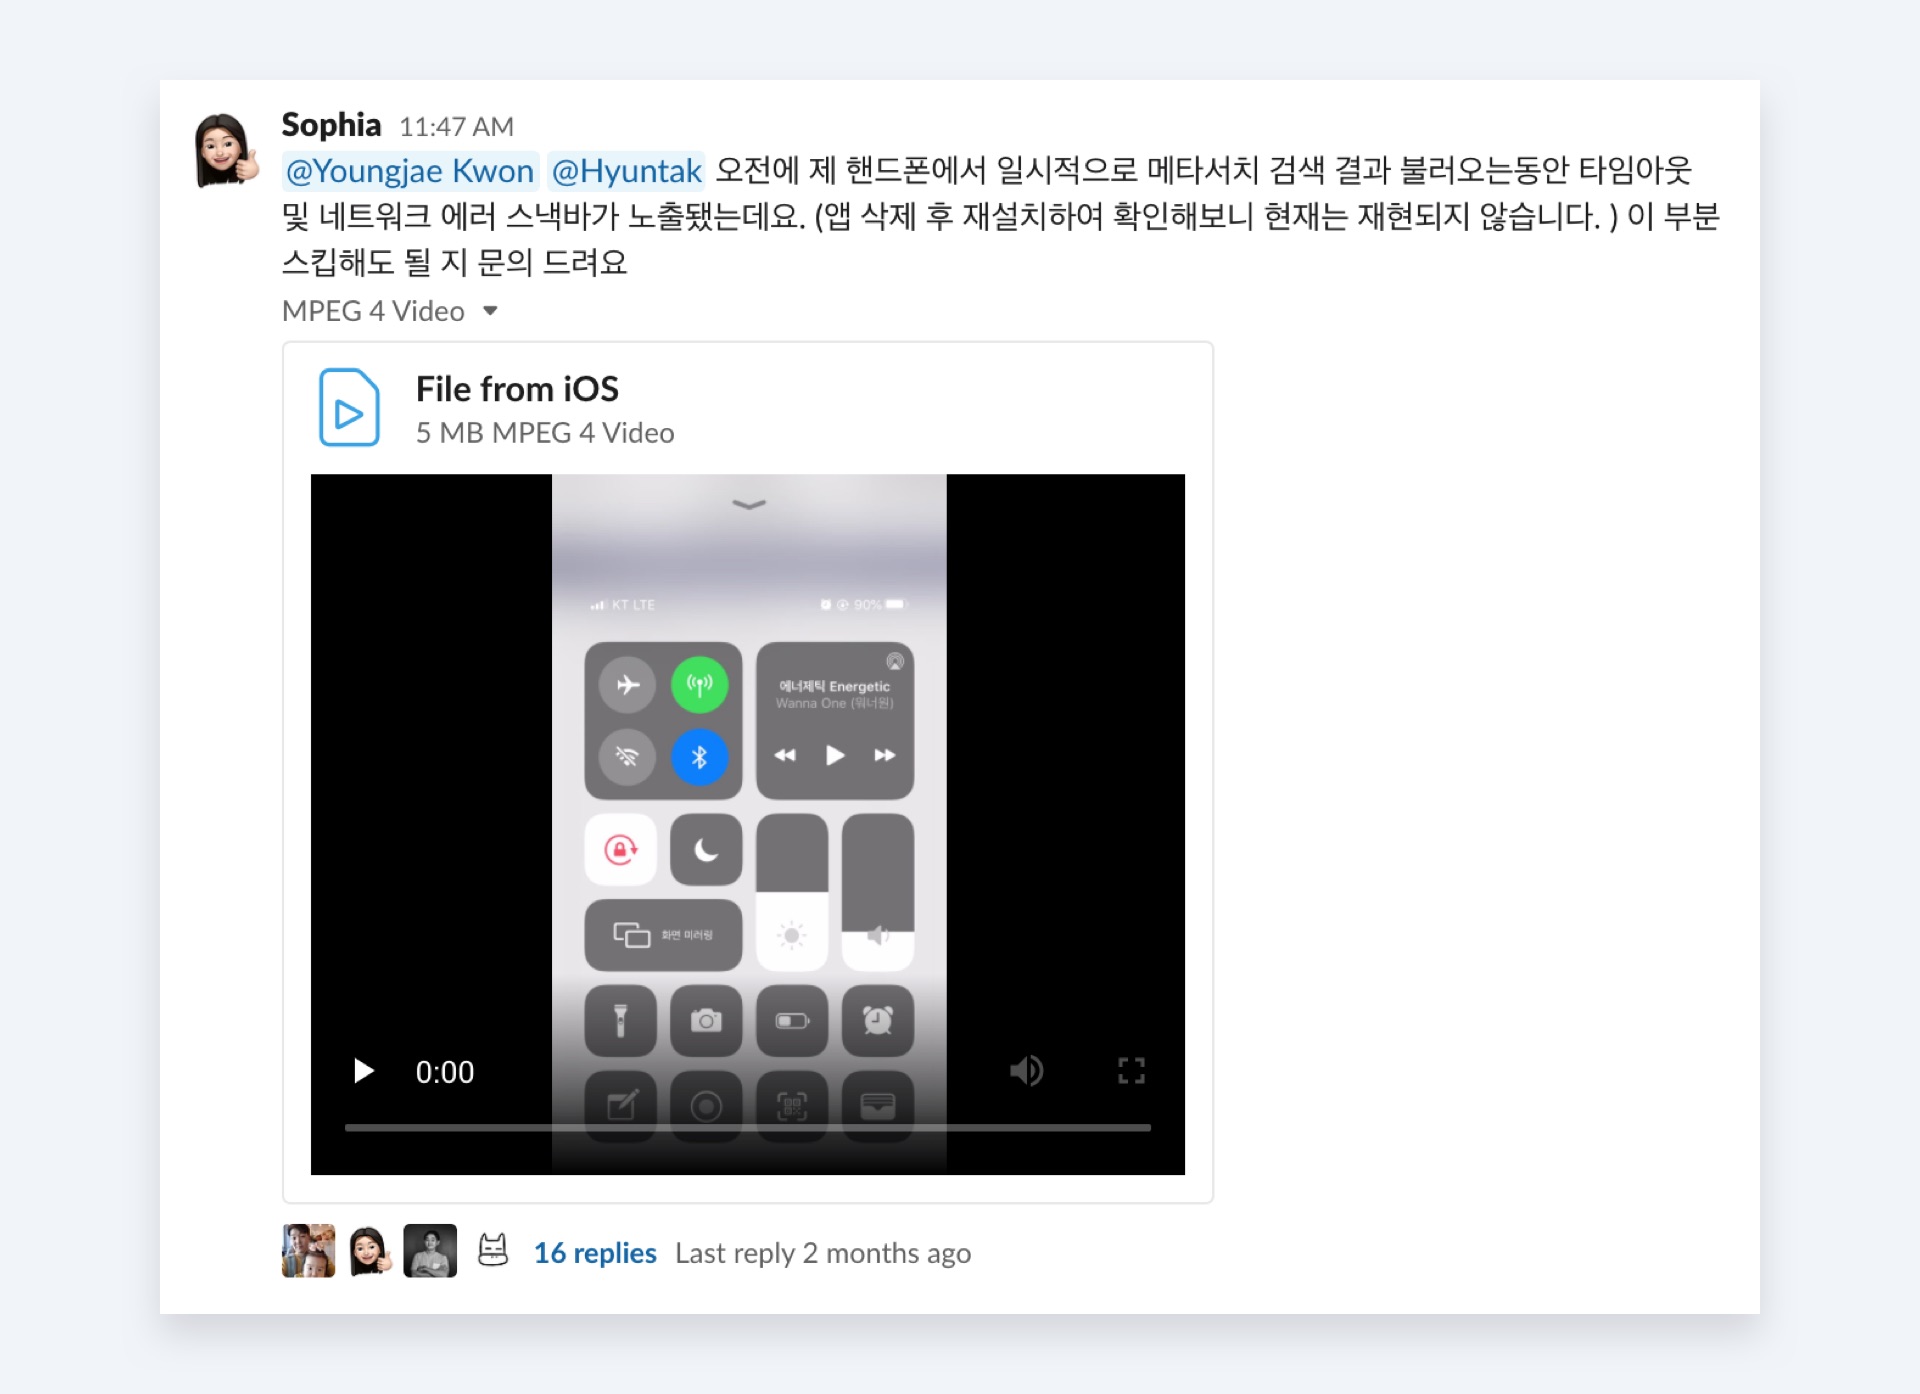 Sophia 11:47 AM
@Youngjae Kwon @Hyuntak 오전에 제 핸드폰에서 일시적으로 메타서치 검색 결과 불러오는동안 타임아웃
및 네트워크 에러 스낵바가 노출됐는데요. (앱 삭제 후 재설치하여 확인해보니 현재는 재현되지 않습니다. ) 이 부분
스킵해도 될 지 문의 드려요
MPEG 4 Video
File from iOS
5 MB MPEG 4 Video
KT LTE 90%
에너제틱 Energetic
Wanna One (워너원)
화면 미러링
0:00
16 replies Last reply 2 months ago